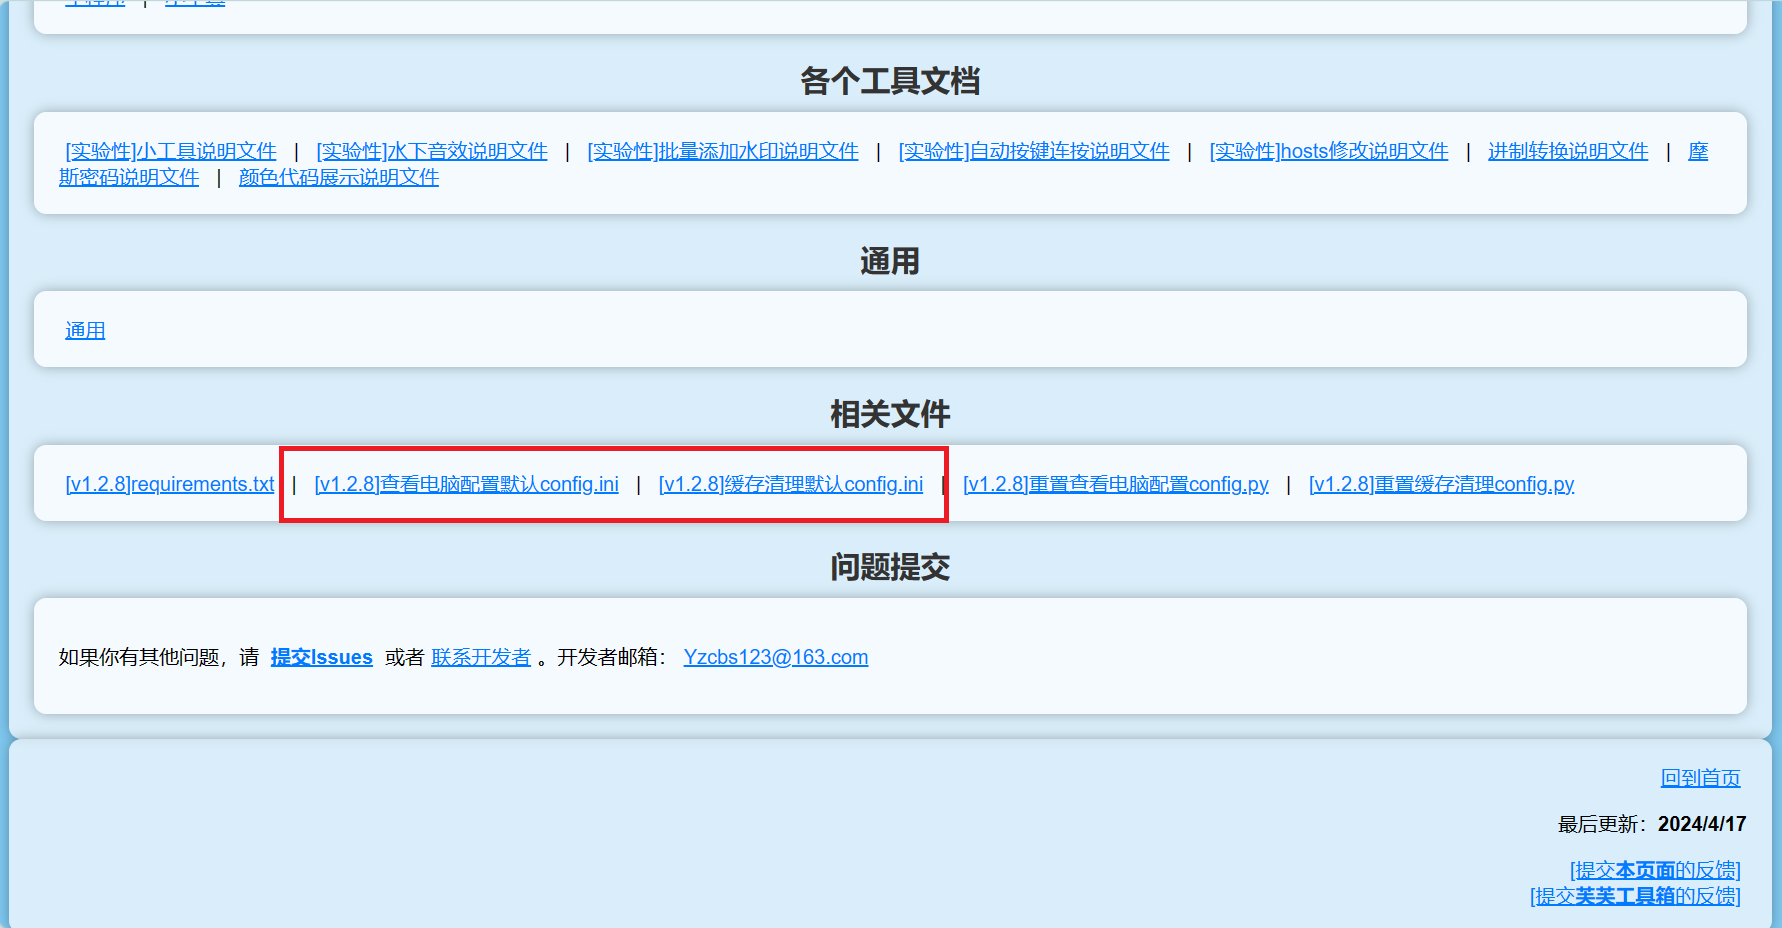 各个工具文档
[实验性]小工具说明文件 | [实验性]水下音效说明文件 | [实验性]批量添加水印说明文件 | [实验性]自动按键连按说明文件 | [实验性]hosts修改说明文件 | 进制转换说明文件 | 摩
斯密码说明文件 | 颜色代码展示说明文件
通用
通用
相关文件
[v1.2.8]requirements.txt | [v1.2.8]查看电脑配置默认config.ini | [v1.2.8]缓存清理默认config.ini | [v1.2.8]重置查看电脑配置config.py | [v1.2.8]重置缓存清理config.py
问题提交
如果你有其他问题，请 提交Issues 或者 联系开发者 。开发者邮箱： Yzcbs123@163.com
回到首页
最后更新：2024/4/17
[提交本页面的反馈]
[提交芙芙工具箱的反馈]